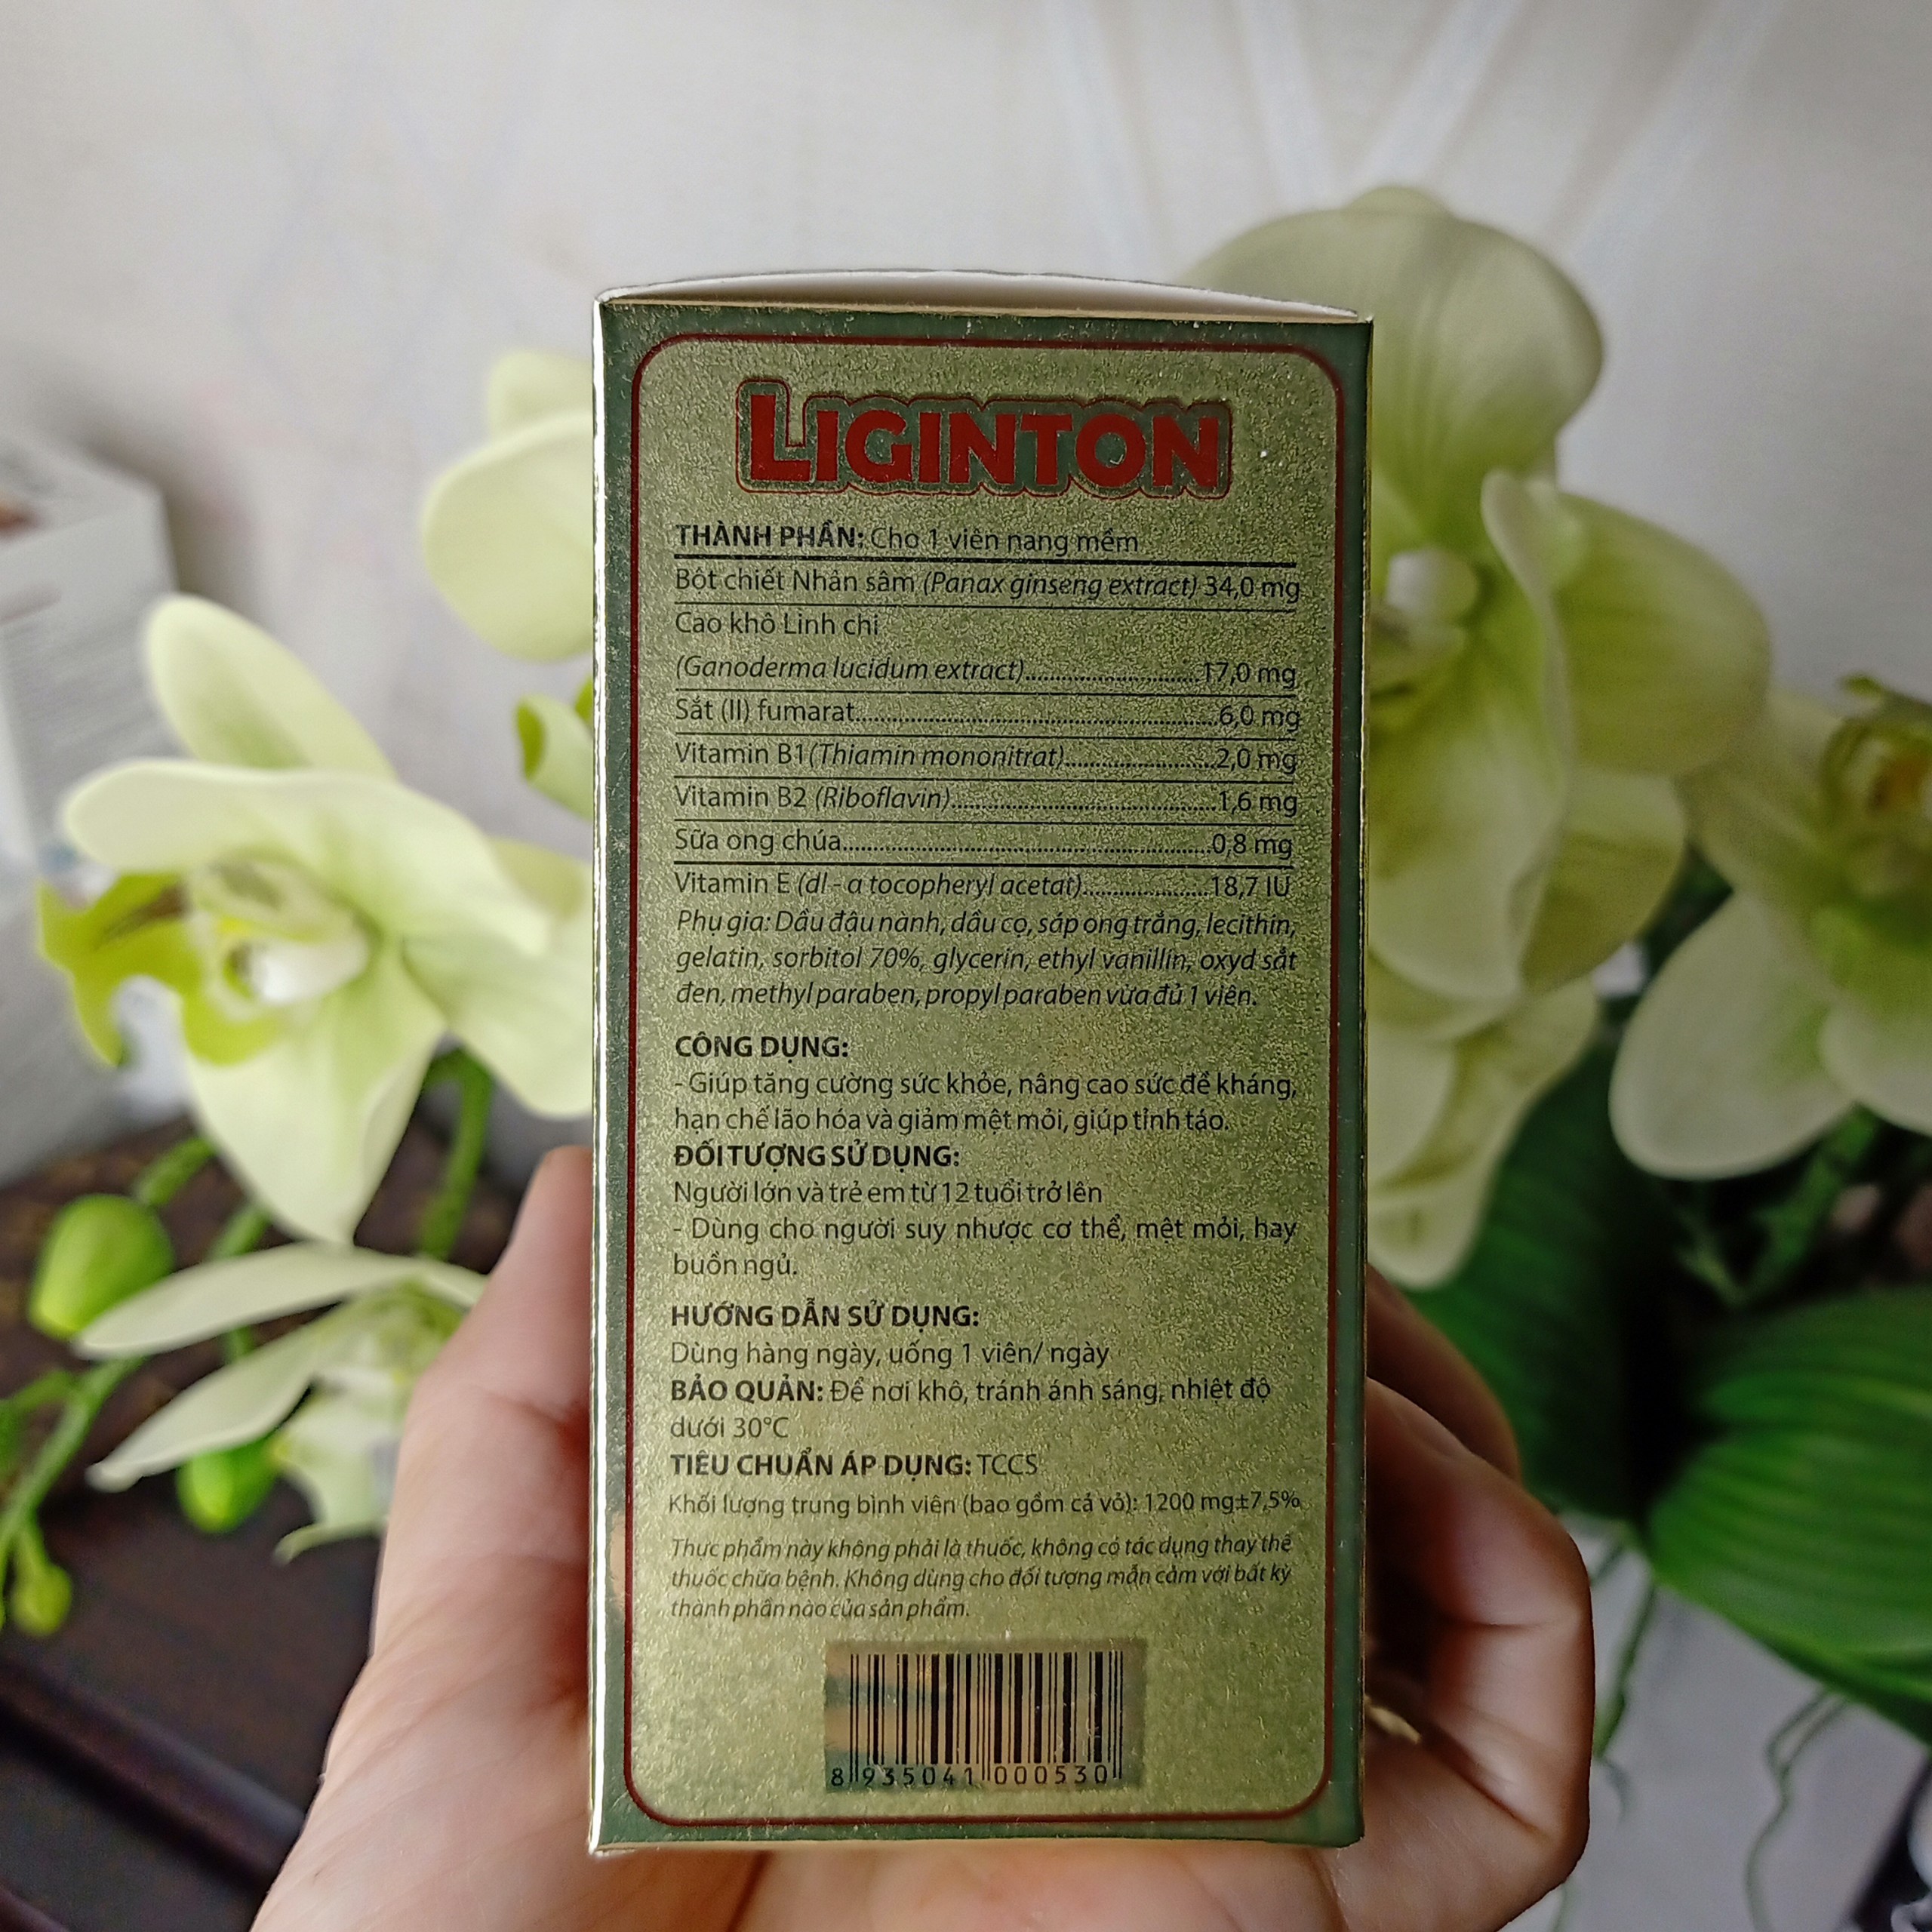 LIGINTON
THÀNH PHẦN: Cho 1 viên nang mềm
Bột chiết Nhân sâm (Panax ginseng extract) 34,0 mg
Cao khô Linh chi
(Ganoderma lucidum extract)............................17,0 mg
Sắt (II) fumarat............................................................6,0 mg
Vitamin B1(Thiamin mononitrat).........................2,0 mg
Vitamin B2 (Riboflavin)............................................1,6 mg
Sữa ong chúa.............................................................0,8 mg
Vitamin E (dl - α tocopheryl acetat).....................18,7 IU
Phụ gia: Dầu đậu nành, dầu cọ, sáp ong trắng, lecithin,
gelatin, sorbitol 70%, glycerin, ethyl vanillin, oxyd sắt
đen, methyl paraben, propyl paraben vừa đủ 1 viên.
CÔNG DỤNG:
- Giúp tăng cường sức khỏe, nâng cao sức đề kháng,
hạn chế lão hóa và giảm mệt mỏi, giúp tỉnh táo.
ĐỐI TƯỢNG SỬ DỤNG:
Người lớn và trẻ em từ 12 tuổi trở lên
- Dùng cho người suy nhược cơ thể, mệt mỏi, hay
buồn ngủ.
HƯỚNG DẪN SỬ DỤNG:
Dùng hàng ngày, uống 1 viên/ ngày
BẢO QUẢN: Để nơi khô, tránh ánh sáng, nhiệt độ
dưới 30°C
TIÊU CHUẨN ÁP DỤNG: TCCS
Khối lượng trung bình viên (bao gồm cả vỏ): 1200 mg±7,5%
Thực phẩm này không phải là thuốc, không có tác dụng thay thế
thuốc chữa bệnh. Không dùng cho đối tượng mẫn cảm với bất kỳ
thành phần nào của sản phẩm.
8 935041 000530